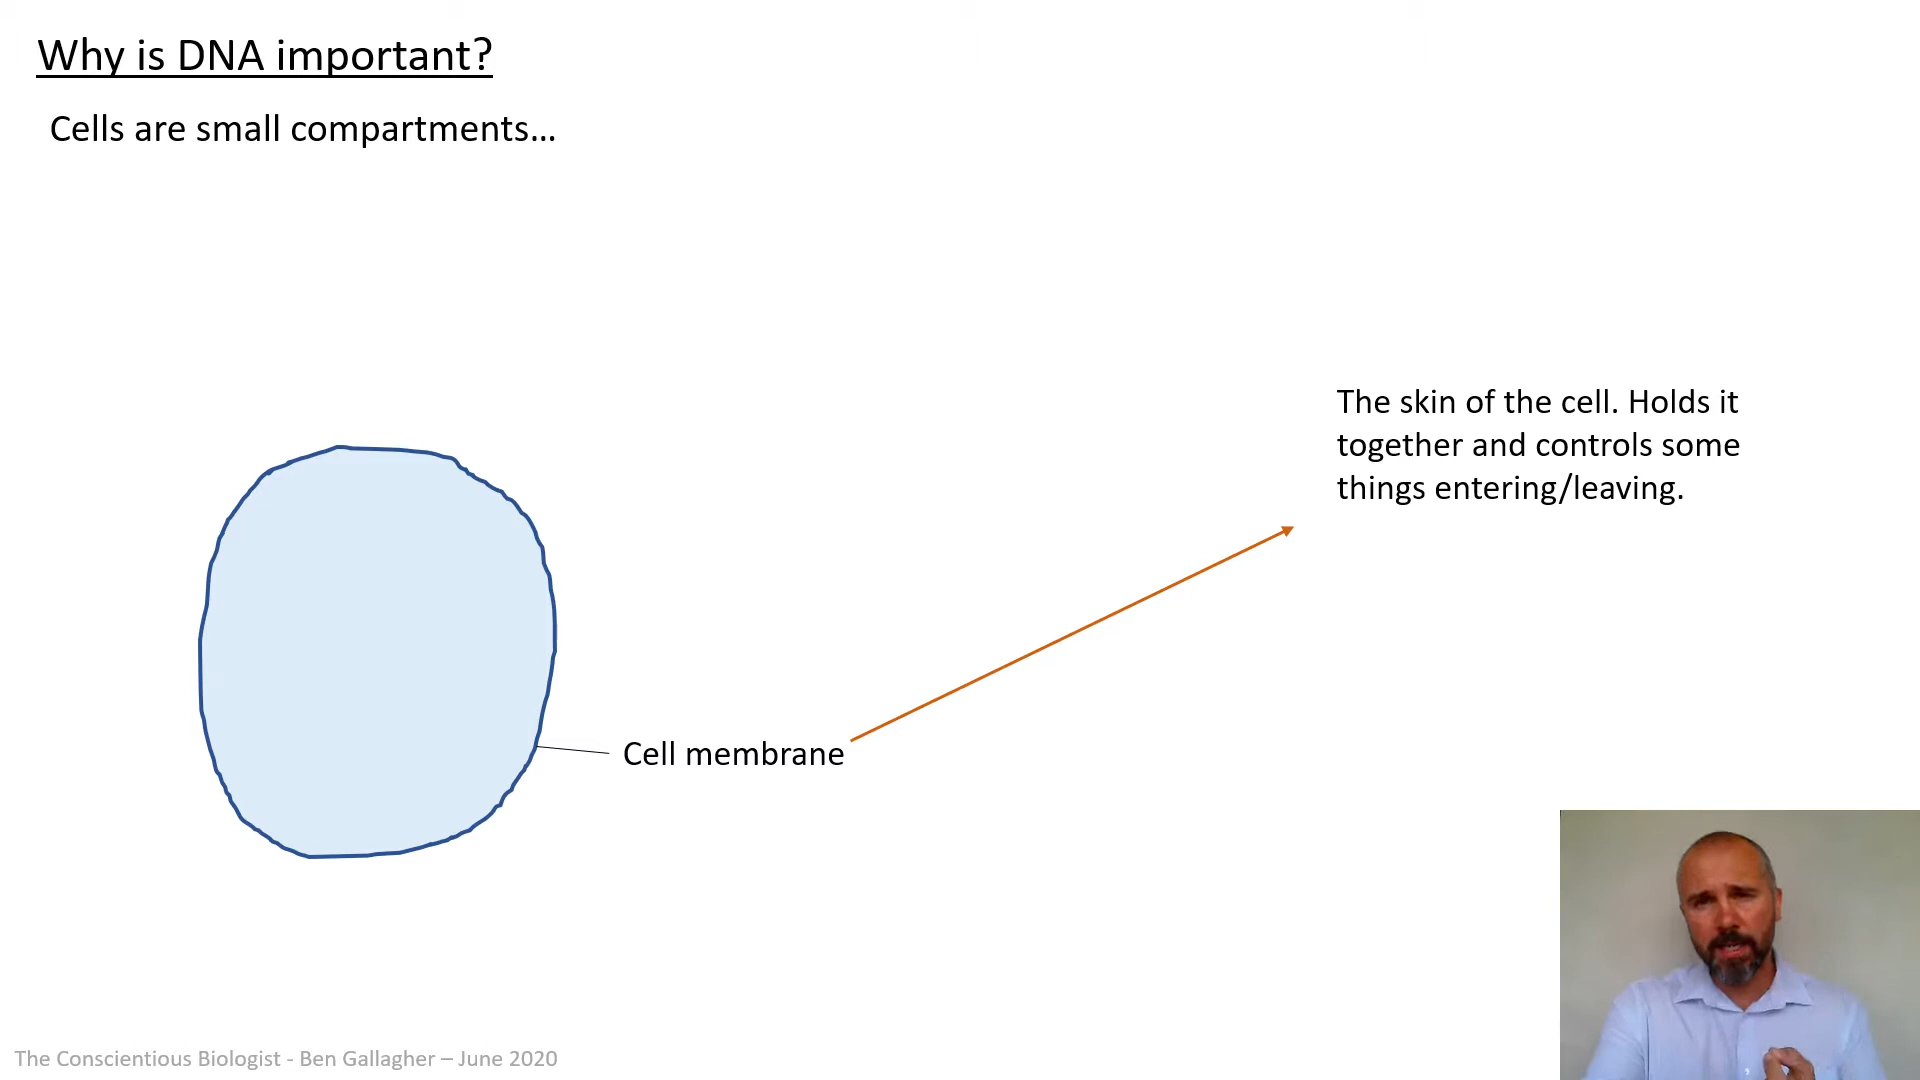 Why is DNA important?
Cells are small compartments…
The skin of the cell. Holds it
together and controls some
things entering/leaving.
Cell membrane
The Conscientious Biologist - Ben Gallagher – June 2020